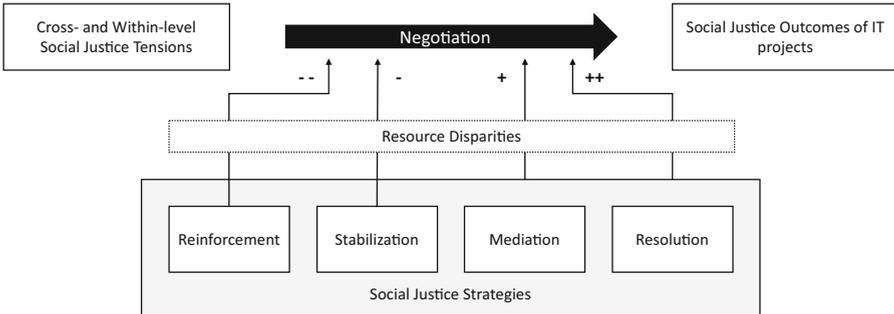 Cross- and Within-level
Social Justice Tensions
Negotiation
Social Justice Outcomes of IT
projects
- -
-
+
++
Resource Disparities
Reinforcement
Stabilization
Mediation
Resolution
Social Justice Strategies